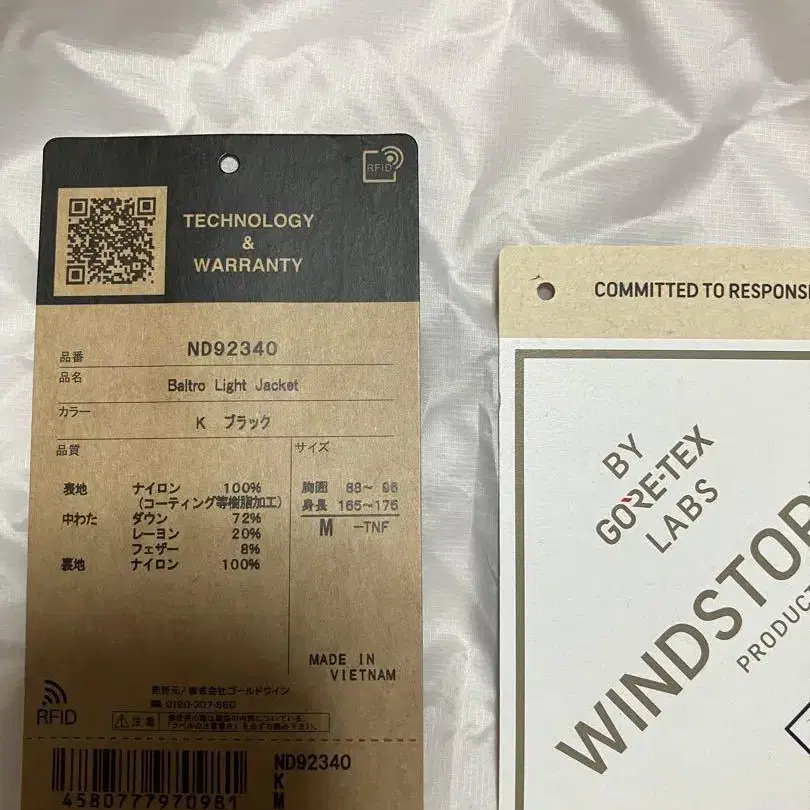 RFID
TECHNOLOGY
&
WARRANTY
品番 ND92340
品名 Baltro Light Jacket
カラー K ブラック
品質
表地 ナイロン 100%
(コーティング等樹脂加工)
中わた ダウン 72%
レーヨン 20%
フェザー 8%
裏地 ナイロン 100%
サイズ
胸囲 88~ 96
身長 165~175
M -TNF
MADE IN
VIETNAM
発売元/株式会社ゴールドウイン
0120-307-560
RFID
注意
ND92340
K
M
4580777970981
COMMITTED TO RESPONS
BY
GORE-TEX
LABS
WINDSTOP
PRODUCT